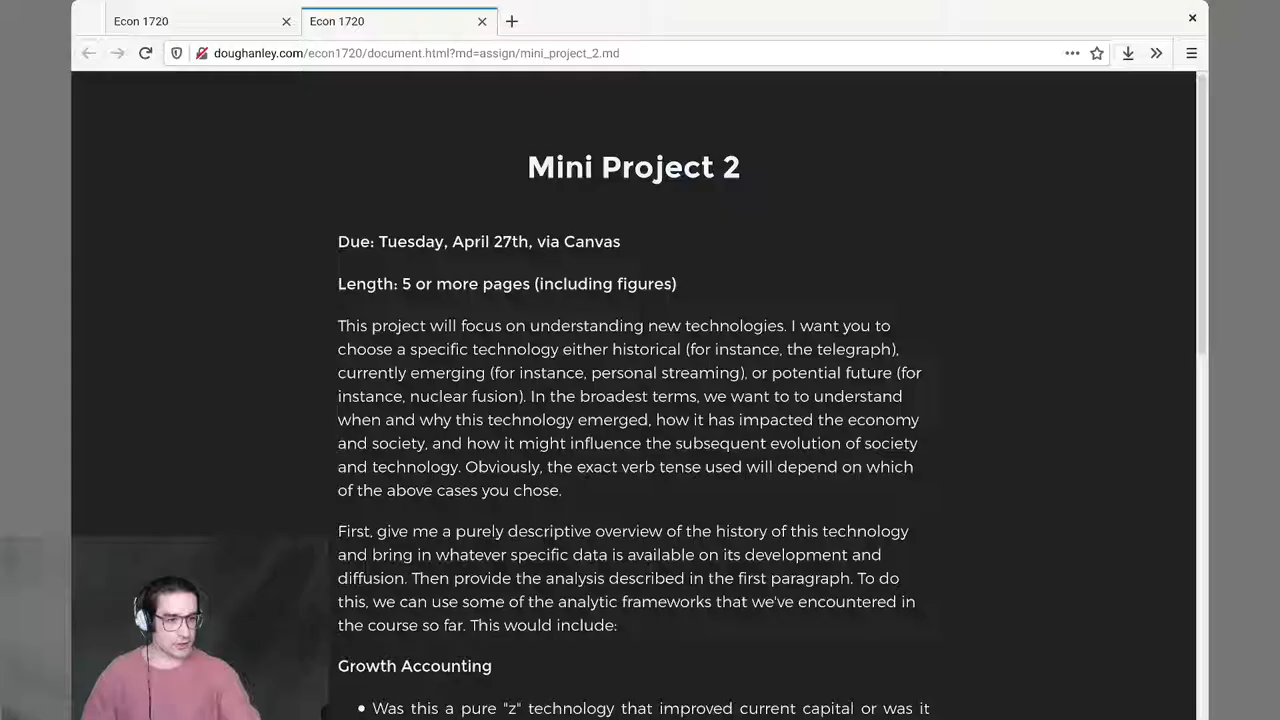 Econ 1720
Econ 1720
doughanley.com/econ1720/document.html?md=assign/mini_project_2.md
Mini Project 2
Due: Tuesday, April 27th, via Canvas
Length: 5 or more pages (including figures)
This project will focus on understanding new technologies. I want you to
choose a specific technology either historical (for instance, the telegraph),
currently emerging (for instance, personal streaming), or potential future (for
instance, nuclear fusion). In the broadest terms, we want to to understand
when and why this technology emerged, how it has impacted the economy
and society, and how it might influence the subsequent evolution of society
and technology. Obviously, the exact verb tense used will depend on which
of the above cases you chose.
First, give me a purely descriptive overview of the history of this technology
and bring in whatever specific data is available on its development and
diffusion. Then provide the analysis described in the first paragraph. To do
this, we can use some of the analytic frameworks that we've encountered in
the course so far. This would include:
Growth Accounting
• Was this a pure "z" technology that improved current capital or was it